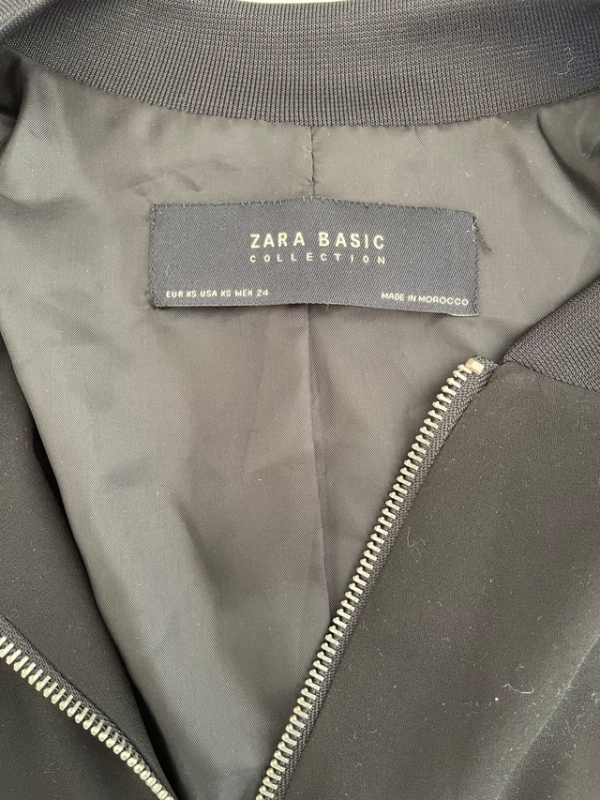 ZARA BASIC
COLLECTION
EUR XS USA XS MEX 24 MADE IN MOROCCO